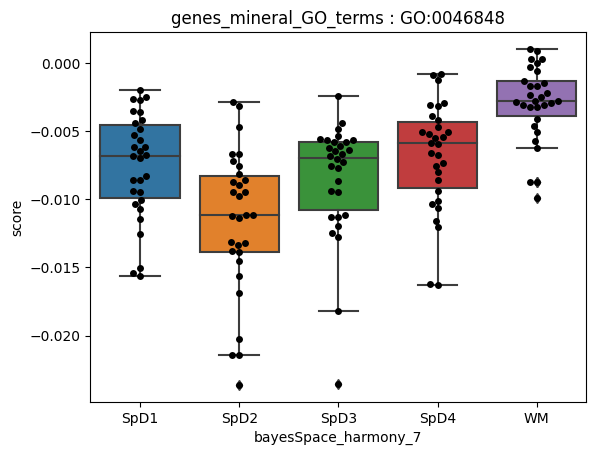 genes_mineral_GO_terms : GO:0046848
0.000
−0.005
−0.010
−0.015
−0.020
score
SpD1 SpD2 SpD3 SpD4 WM
bayesSpace_harmony_7